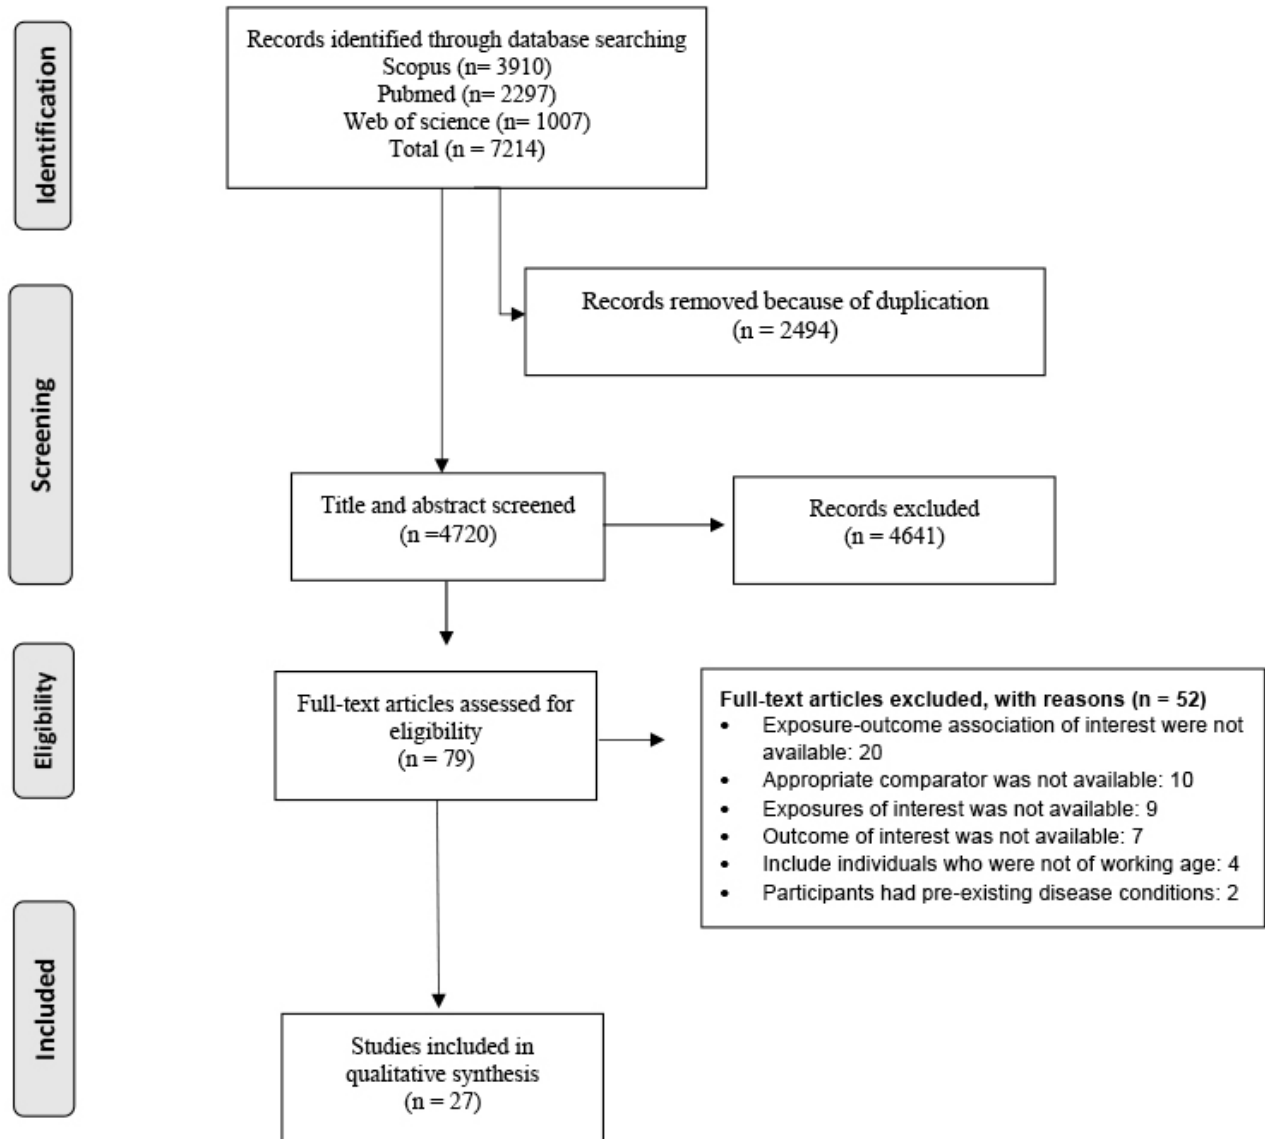 Identification
Records identified through database searching
Scopus (n= 3910)
Pubmed (n= 2297)
Web of science (n= 1007)
Total (n = 7214)
Records removed because of duplication
(n = 2494)
Screening
Title and abstract screened
(n =4720)
Records excluded
(n = 4641)
Eligibility
Full-text articles assessed for
eligibility
(n = 79)
Full-text articles excluded, with reasons (n = 52)
• Exposure-outcome association of interest were not
available: 20
• Appropriate comparator was not available: 10
• Exposures of interest was not available: 9
• Outcome of interest was not available: 7
• Include individuals who were not of working age: 4
• Participants had pre-existing disease conditions: 2
Included
Studies included in
qualitative synthesis
(n = 27)